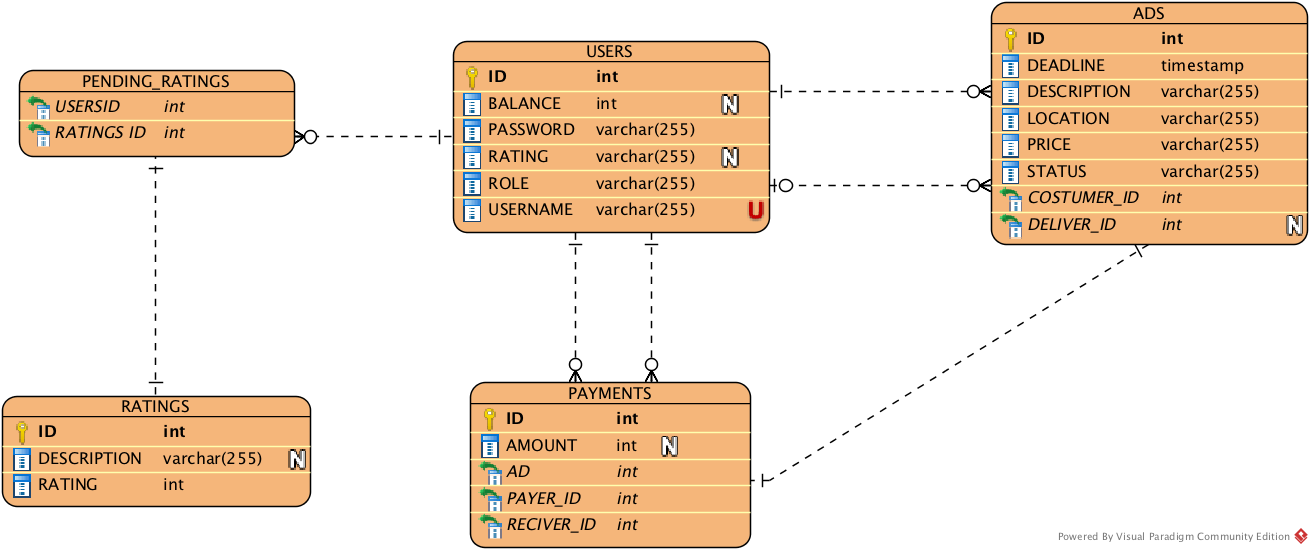 PENDING_RATINGS
USERSID int
RATINGS ID int
USERS
ID int
BALANCE int N
PASSWORD varchar(255)
RATING varchar(255) N
ROLE varchar(255)
USERNAME varchar(255) U
ADS
ID int
DEADLINE timestamp
DESCRIPTION varchar(255)
LOCATION varchar(255)
PRICE varchar(255)
STATUS varchar(255)
COSTUMER_ID int
DELIVER_ID int N
RATINGS
ID int
DESCRIPTION varchar(255) N
RATING int
PAYMENTS
ID int
AMOUNT int N
AD int
PAYER_ID int
RECIVER_ID int
Powered By Visual Paradigm Community Edition